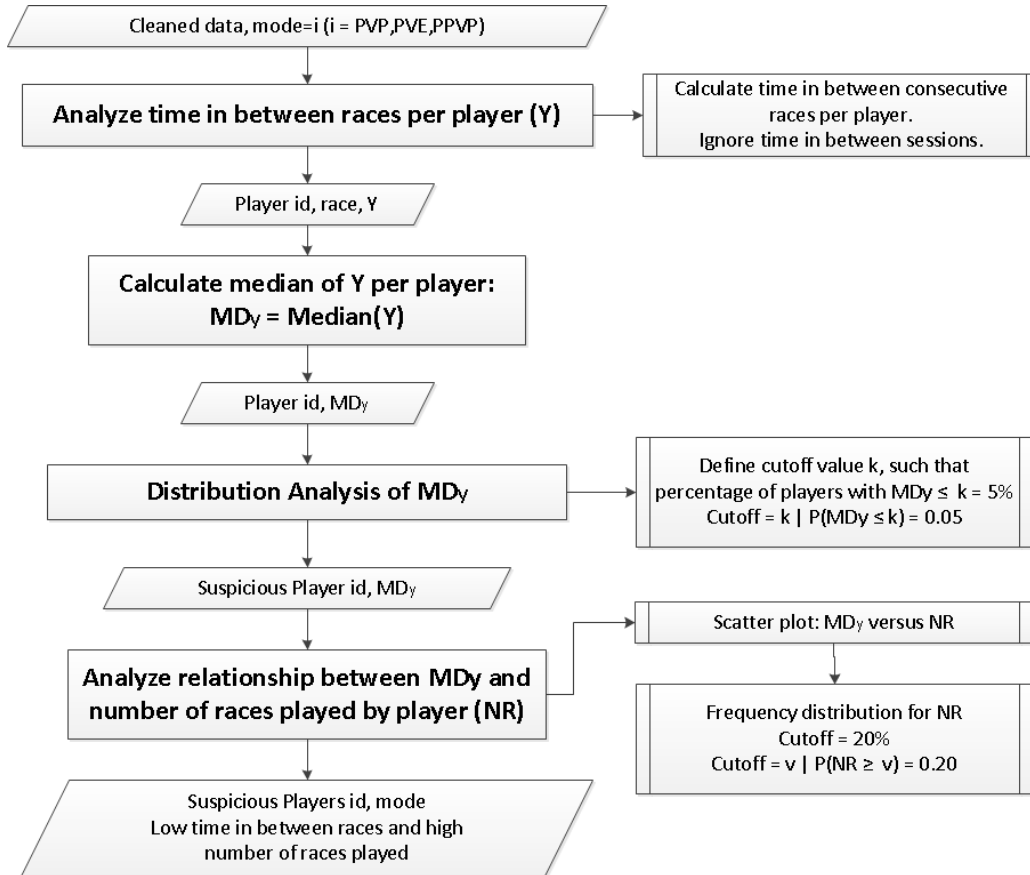 Cleaned data, mode=i (i = PVP,PVE,PPVP)
Analyze time in between races per player (Y)
Calculate time in between consecutive
races per player.
Ignore time in between sessions.
Player id, race, Y
Calculate median of Y per player:
MDy = Median(Y)
Player id, MDy
Distribution Analysis of MDy
Define cutoff value k, such that
percentage of players with MDy ≤ k = 5%
Cutoff = k | P(MDy ≤ k) = 0.05
Suspicious Player id, MDy
Analyze relationship between MDy and
number of races played by player (NR)
Scatter plot: MDy versus NR
Frequency distribution for NR
Cutoff = 20%
Cutoff = v | P(NR ≥ v) = 0.20
Suspicious Players id, mode
Low time in between races and high
number of races played